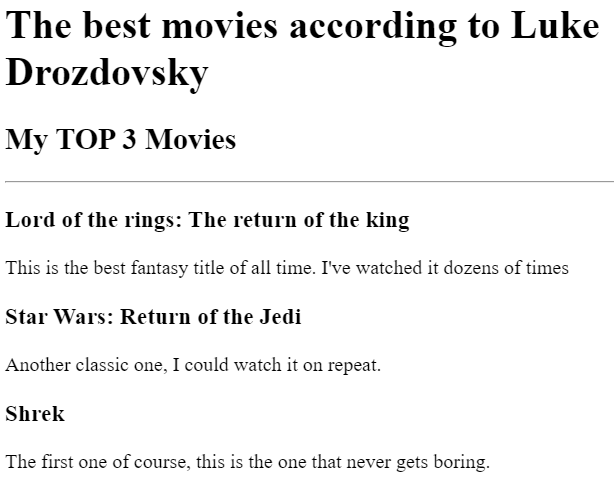 The best movies according to Luke
Drozdovsky
My TOP 3 Movies
Lord of the rings: The return of the king
This is the best fantasy title of all time. I've watched it dozens of times
Star Wars: Return of the Jedi
Another classic one, I could watch it on repeat.
Shrek
The first one of course, this is the one that never gets boring.